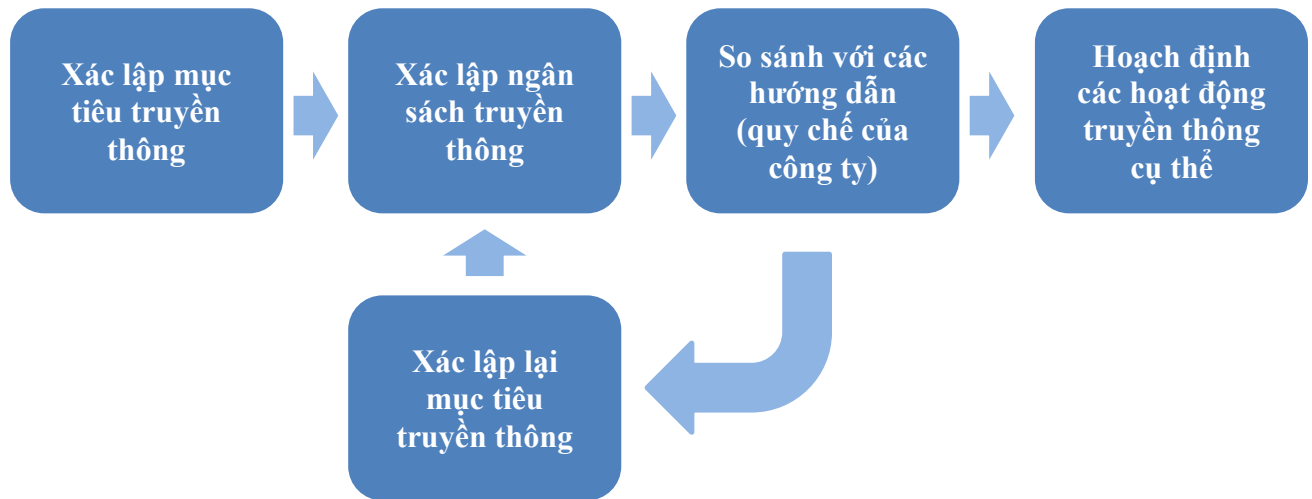 Xác lập mục
tiêu truyền
thông
Xác lập ngân
sách truyền
thông
So sánh với các
hướng dẫn
(quy chế của
công ty)
Hoạch định
các hoạt động
truyền thông
cụ thể
Xác lập lại
mục tiêu
truyền thông